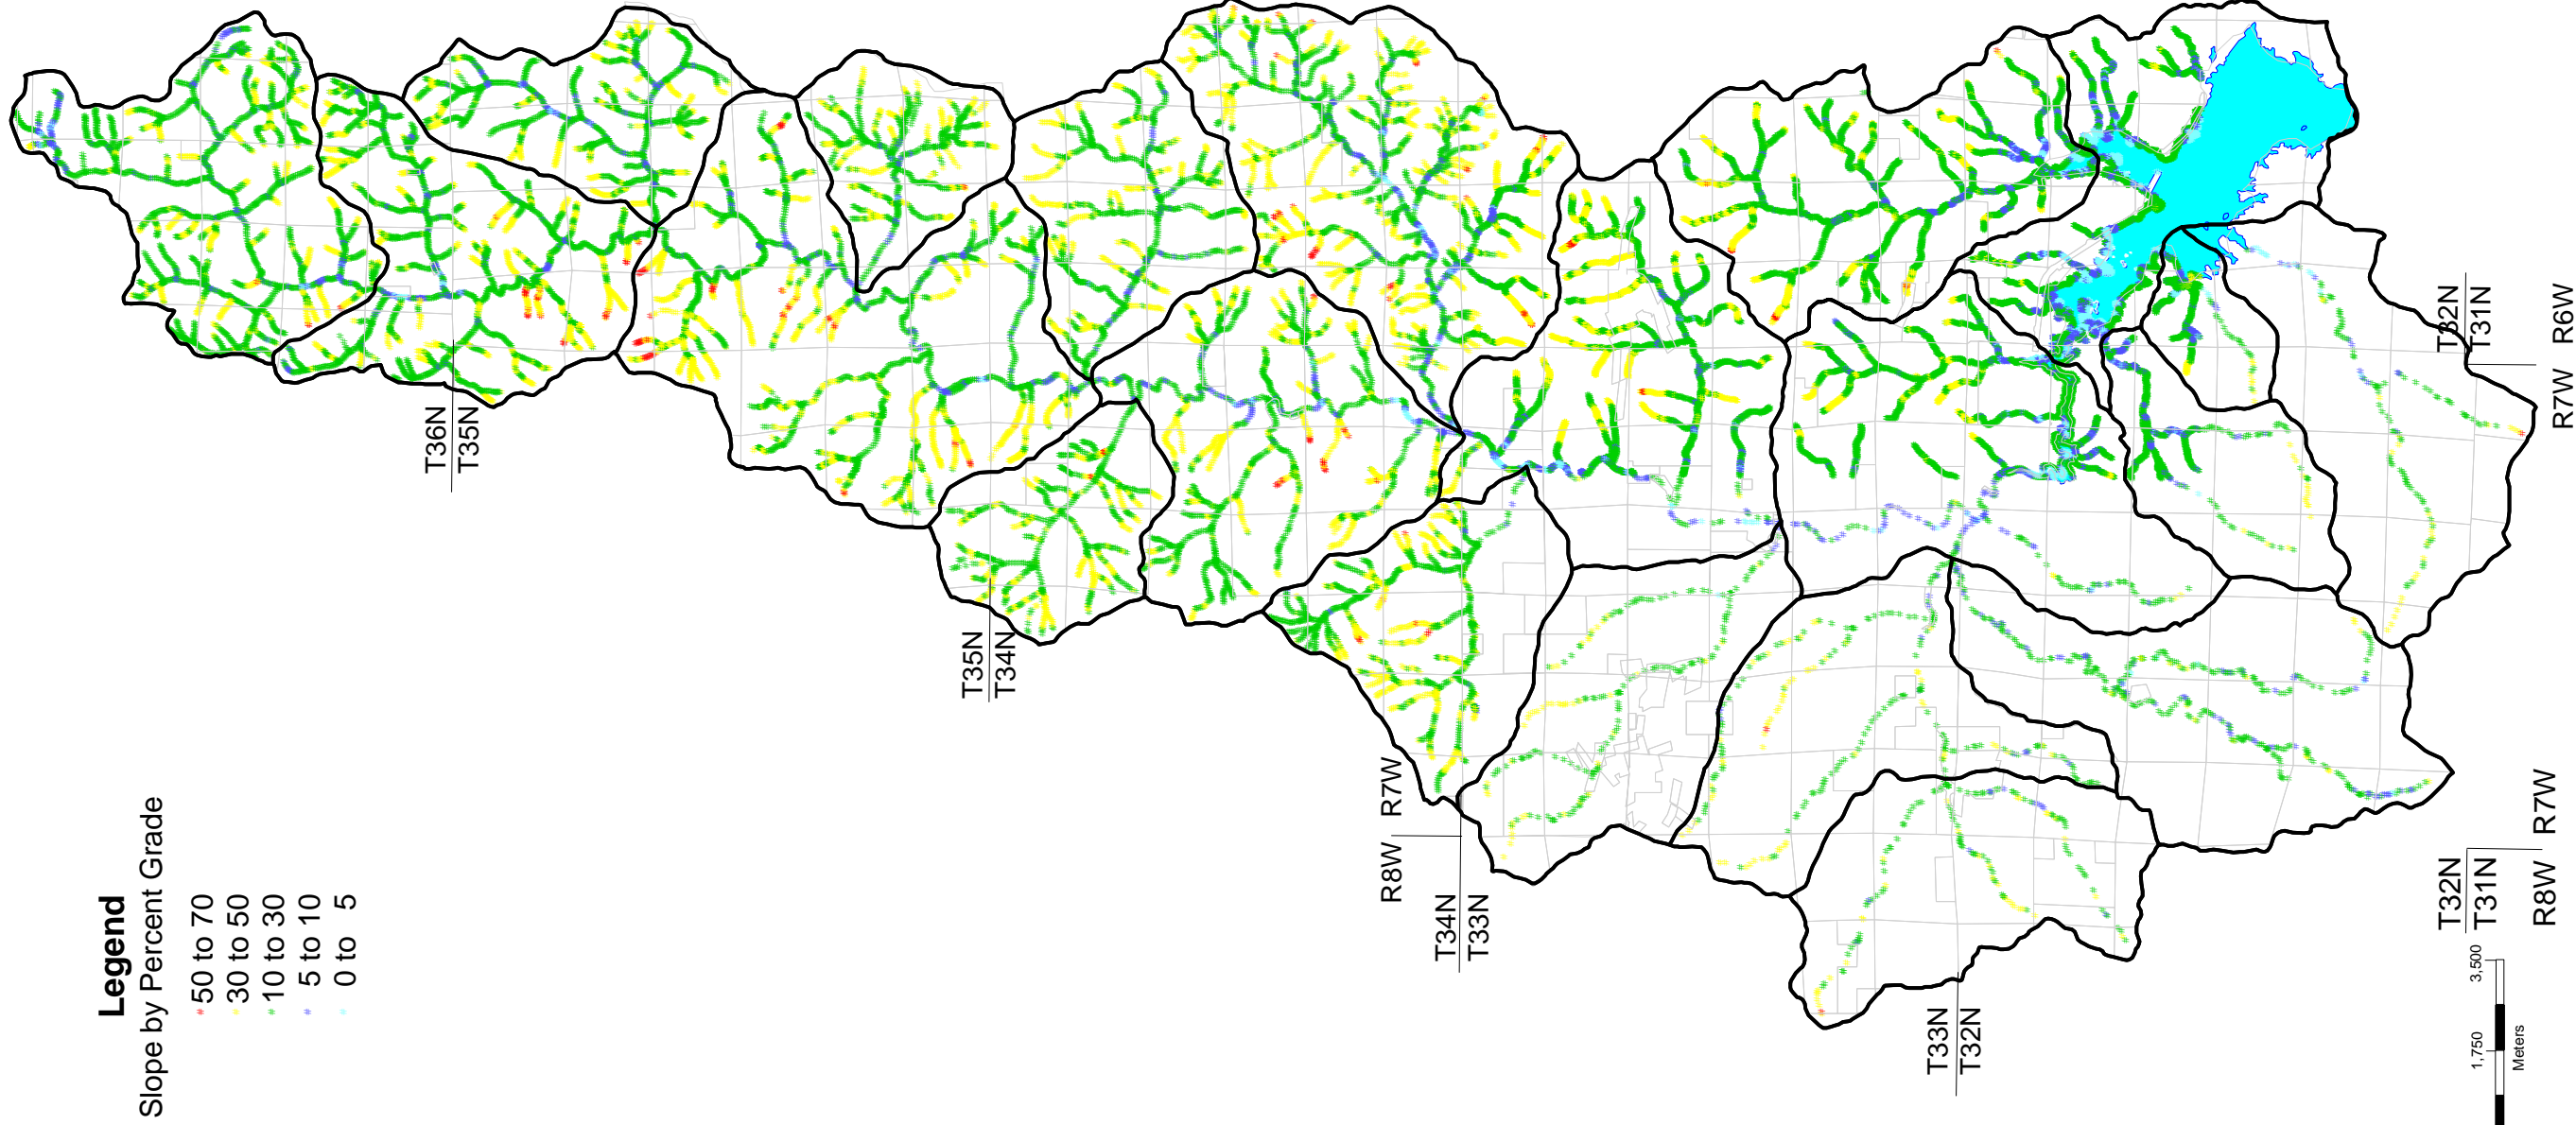 Legend
Slope by Percent Grade
50 to 70
30 to 50
10 to 30
5 to 10
0 to 5
T36N
T35N
T35N
T34N
R8W R7W
T34N
T33N
T33N
T32N
T32N
T31N
R7W R6W
T32N
T31N
R8W R7W
1,750 3,500
Meters